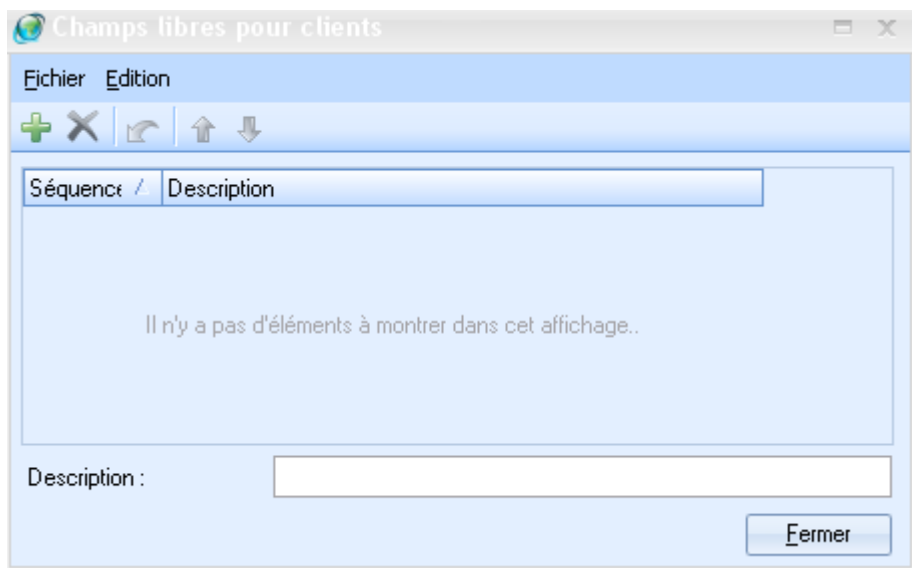 Champs libres pour clients
Fichier Edition
Séquence Description
Il n'y a pas d'éléments à montrer dans cet affichage..
Description :
Fermer